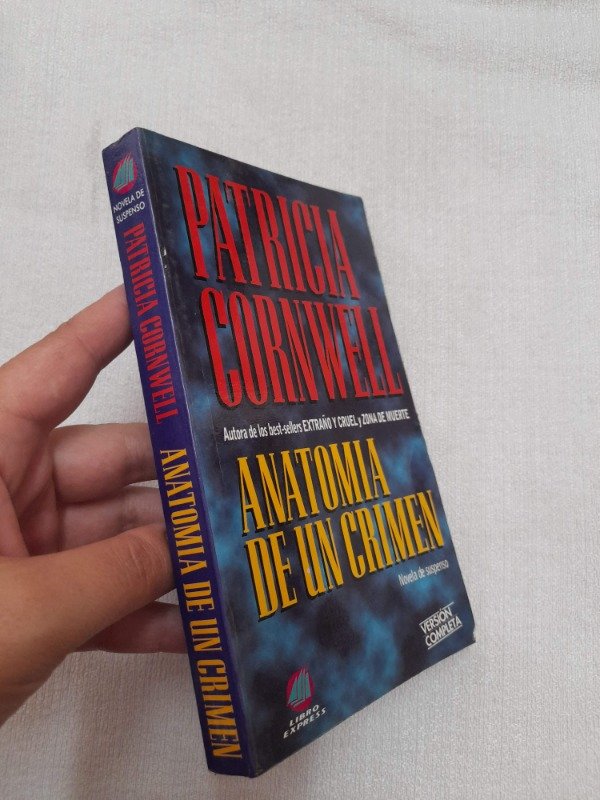 NOVELA DE
SUSPENSO
PATRICIA CORNWELL
ANATOMIA DE UN CRIMEN
PATRICIA
CORNWELL
Autora de los best-sellers EXTRAÑO Y CRUEL y ZONA DE MUERTE
ANATOMIA
DE UN CRIMEN
Novela de suspenso
VERSION
COMPLETA
LIBRO
EXPRESS